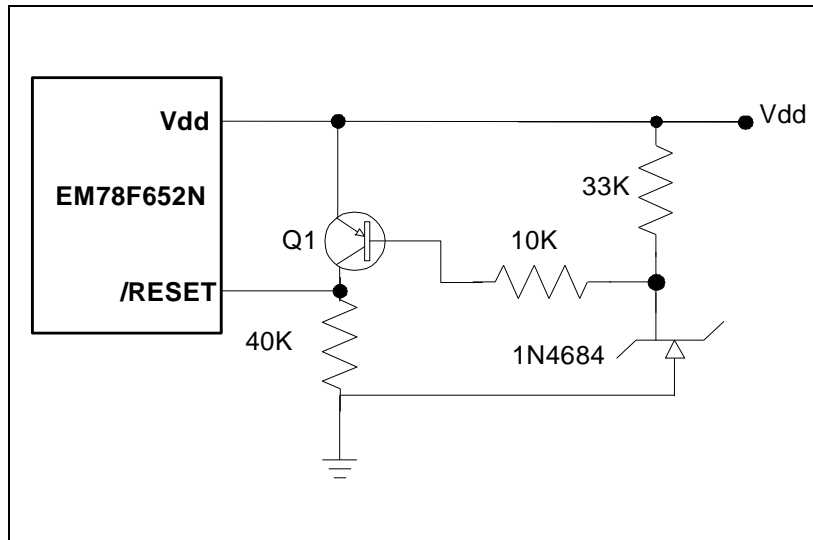 Vdd
Vdd
33K
EM78F652N
Q1
10K
/RESET
40K
1N4684